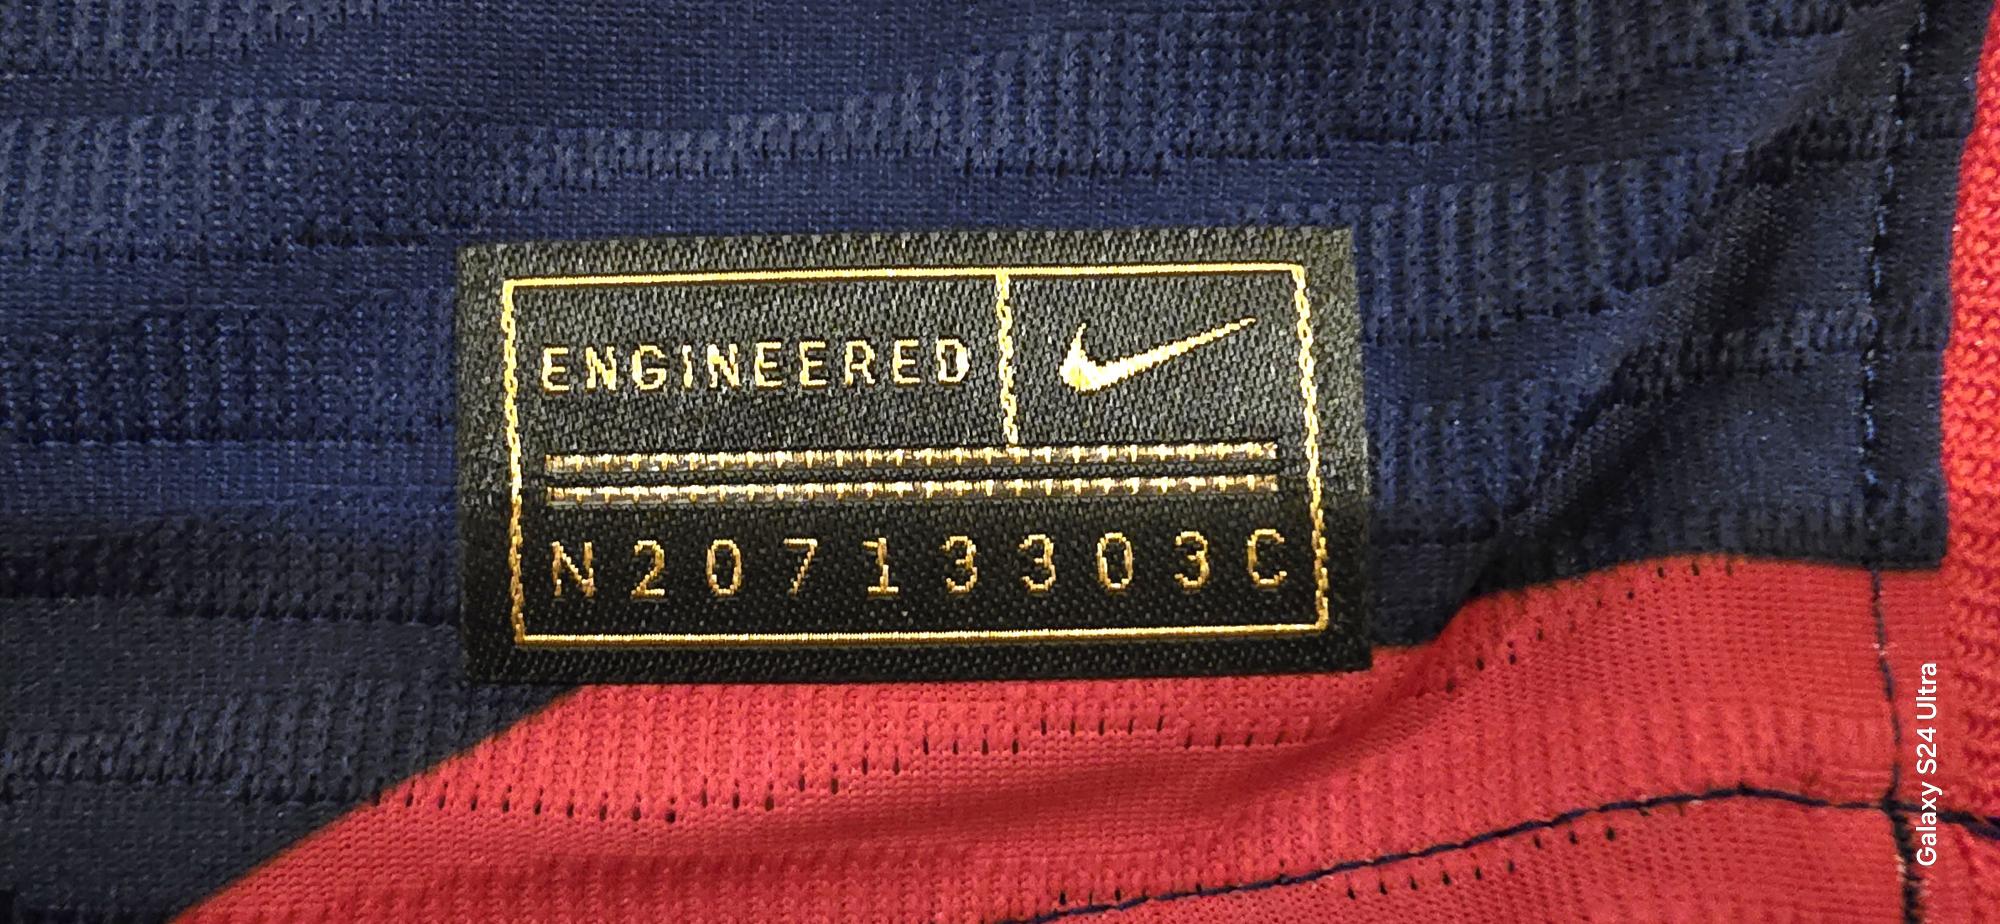 ENGINEERED
N20713303C
Galaxy S24 Ultra